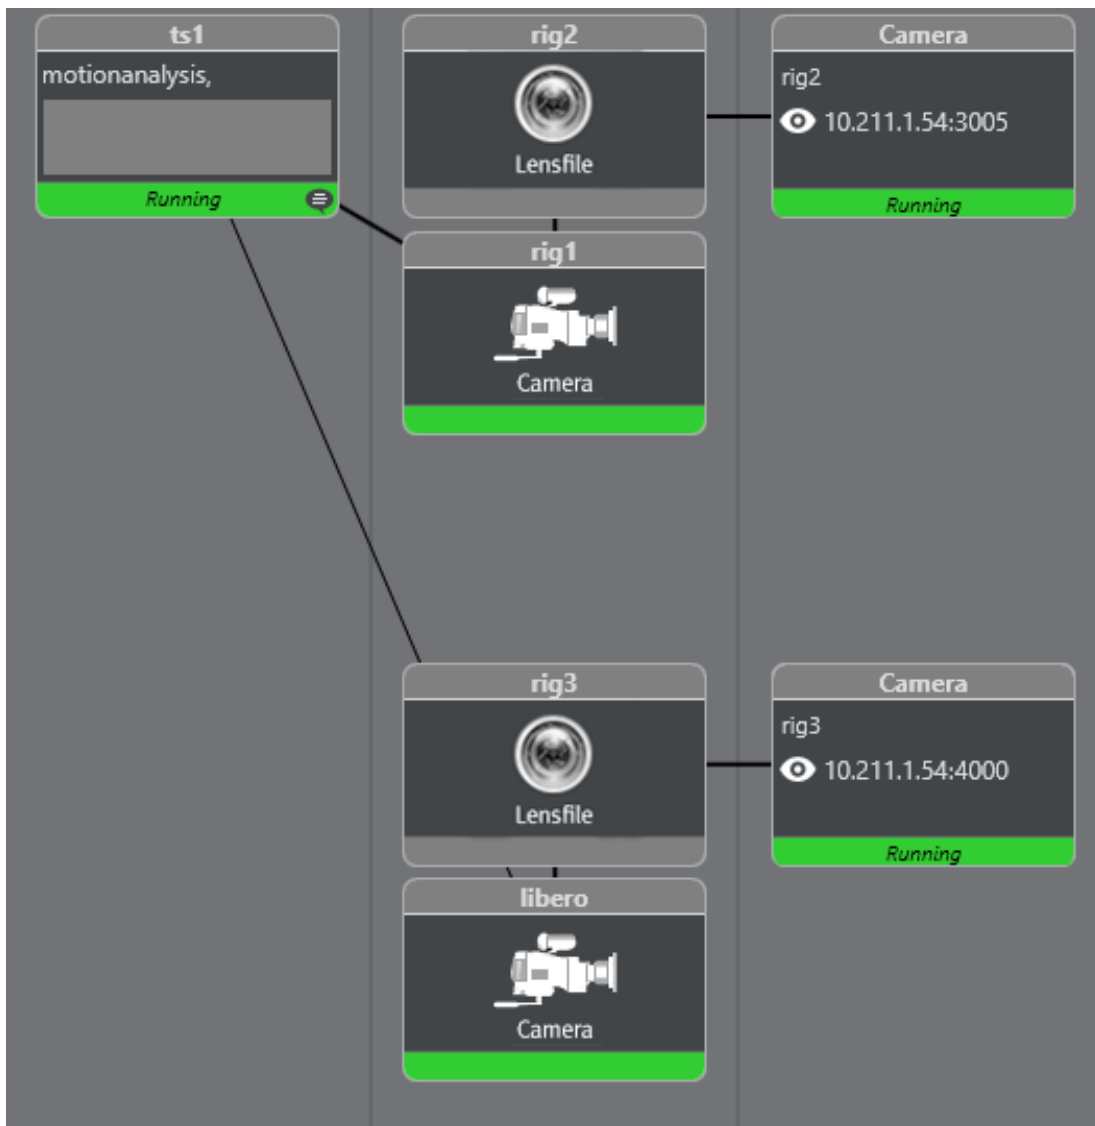 ts1
motionanalysis,
Running
rig2
Lensfile
rig1
Camera
Camera
rig2
10.211.1.54:3005
Running
rig3
Lensfile
libero
Camera
Camera
rig3
10.211.1.54:4000
Running